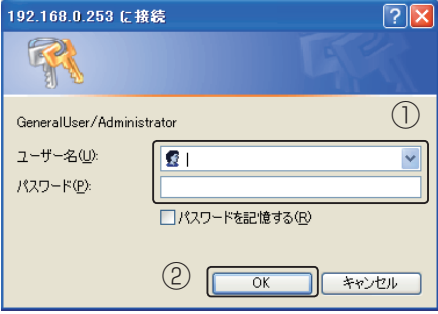 192.168.0.253 に接続
①
GeneralUser/Administrator
ユーザー名(U):
パスワード(P):
パスワードを記憶する(R)
②
OK
キャンセル